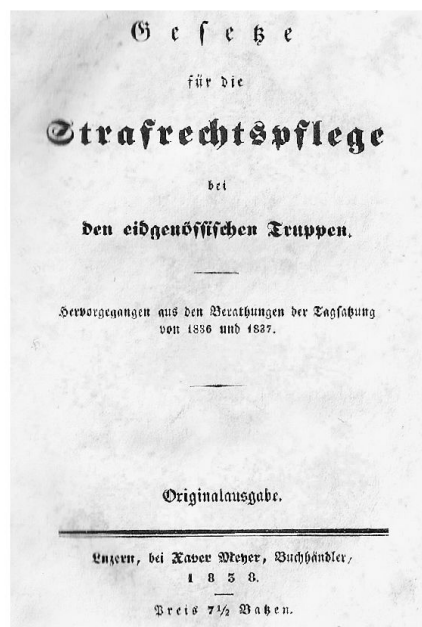 Gesetze
für die
Strafrechtspflege
bei
den eidgenössischen Truppen.
Hervorgegangen aus den Berathungen der Tagsatzung
von 1836 und 1837.
Originalausgabe.
Luzern, bei Xaver Meyer, Buchhändler,
1838.
Preis 7½ Batzen.